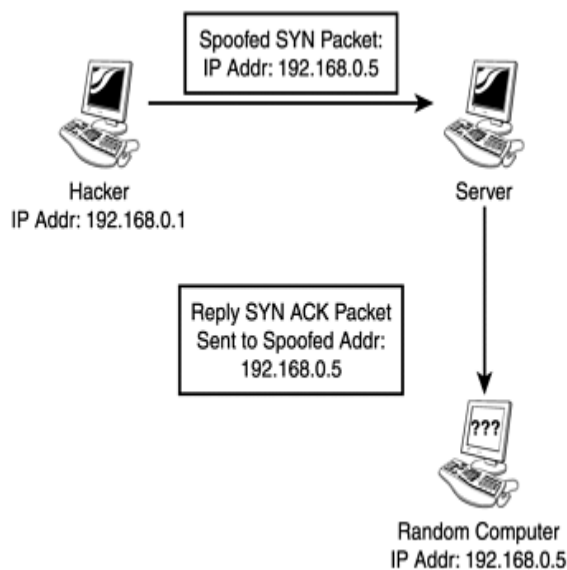 Spoofed SYN Packet:
IP Addr: 192.168.0.5
Hacker
IP Addr: 192.168.0.1
Server
Reply SYN ACK Packet
Sent to Spoofed Addr:
192.168.0.5
???
Random Computer
IP Addr: 192.168.0.5